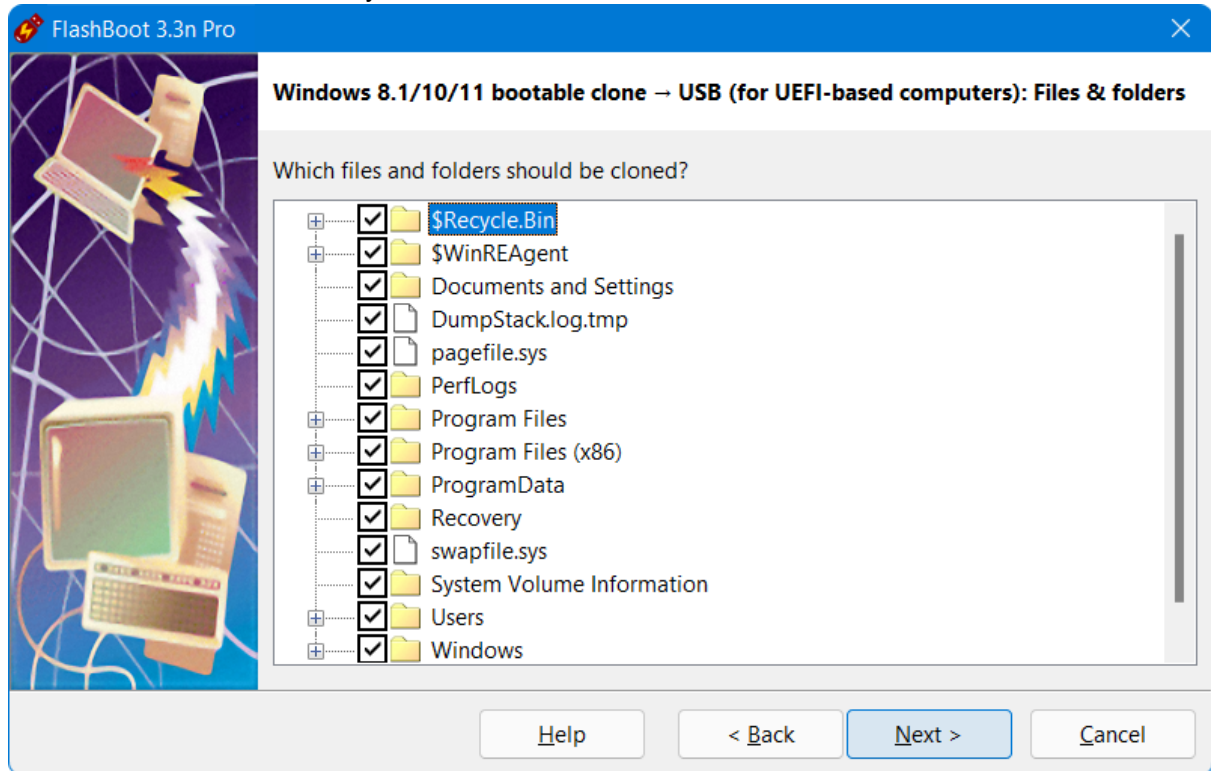 FlashBoot 3.3n Pro
Windows 8.1/10/11 bootable clone → USB (for UEFI-based computers): Files & folders
Which files and folders should be cloned?
$Recycle.Bin
$WinREAgent
Documents and Settings
DumpStack.log.tmp
pagefile.sys
PerfLogs
Program Files
Program Files (x86)
ProgramData
Recovery
swapfile.sys
System Volume Information
Users
Windows
Help < Back Next > Cancel